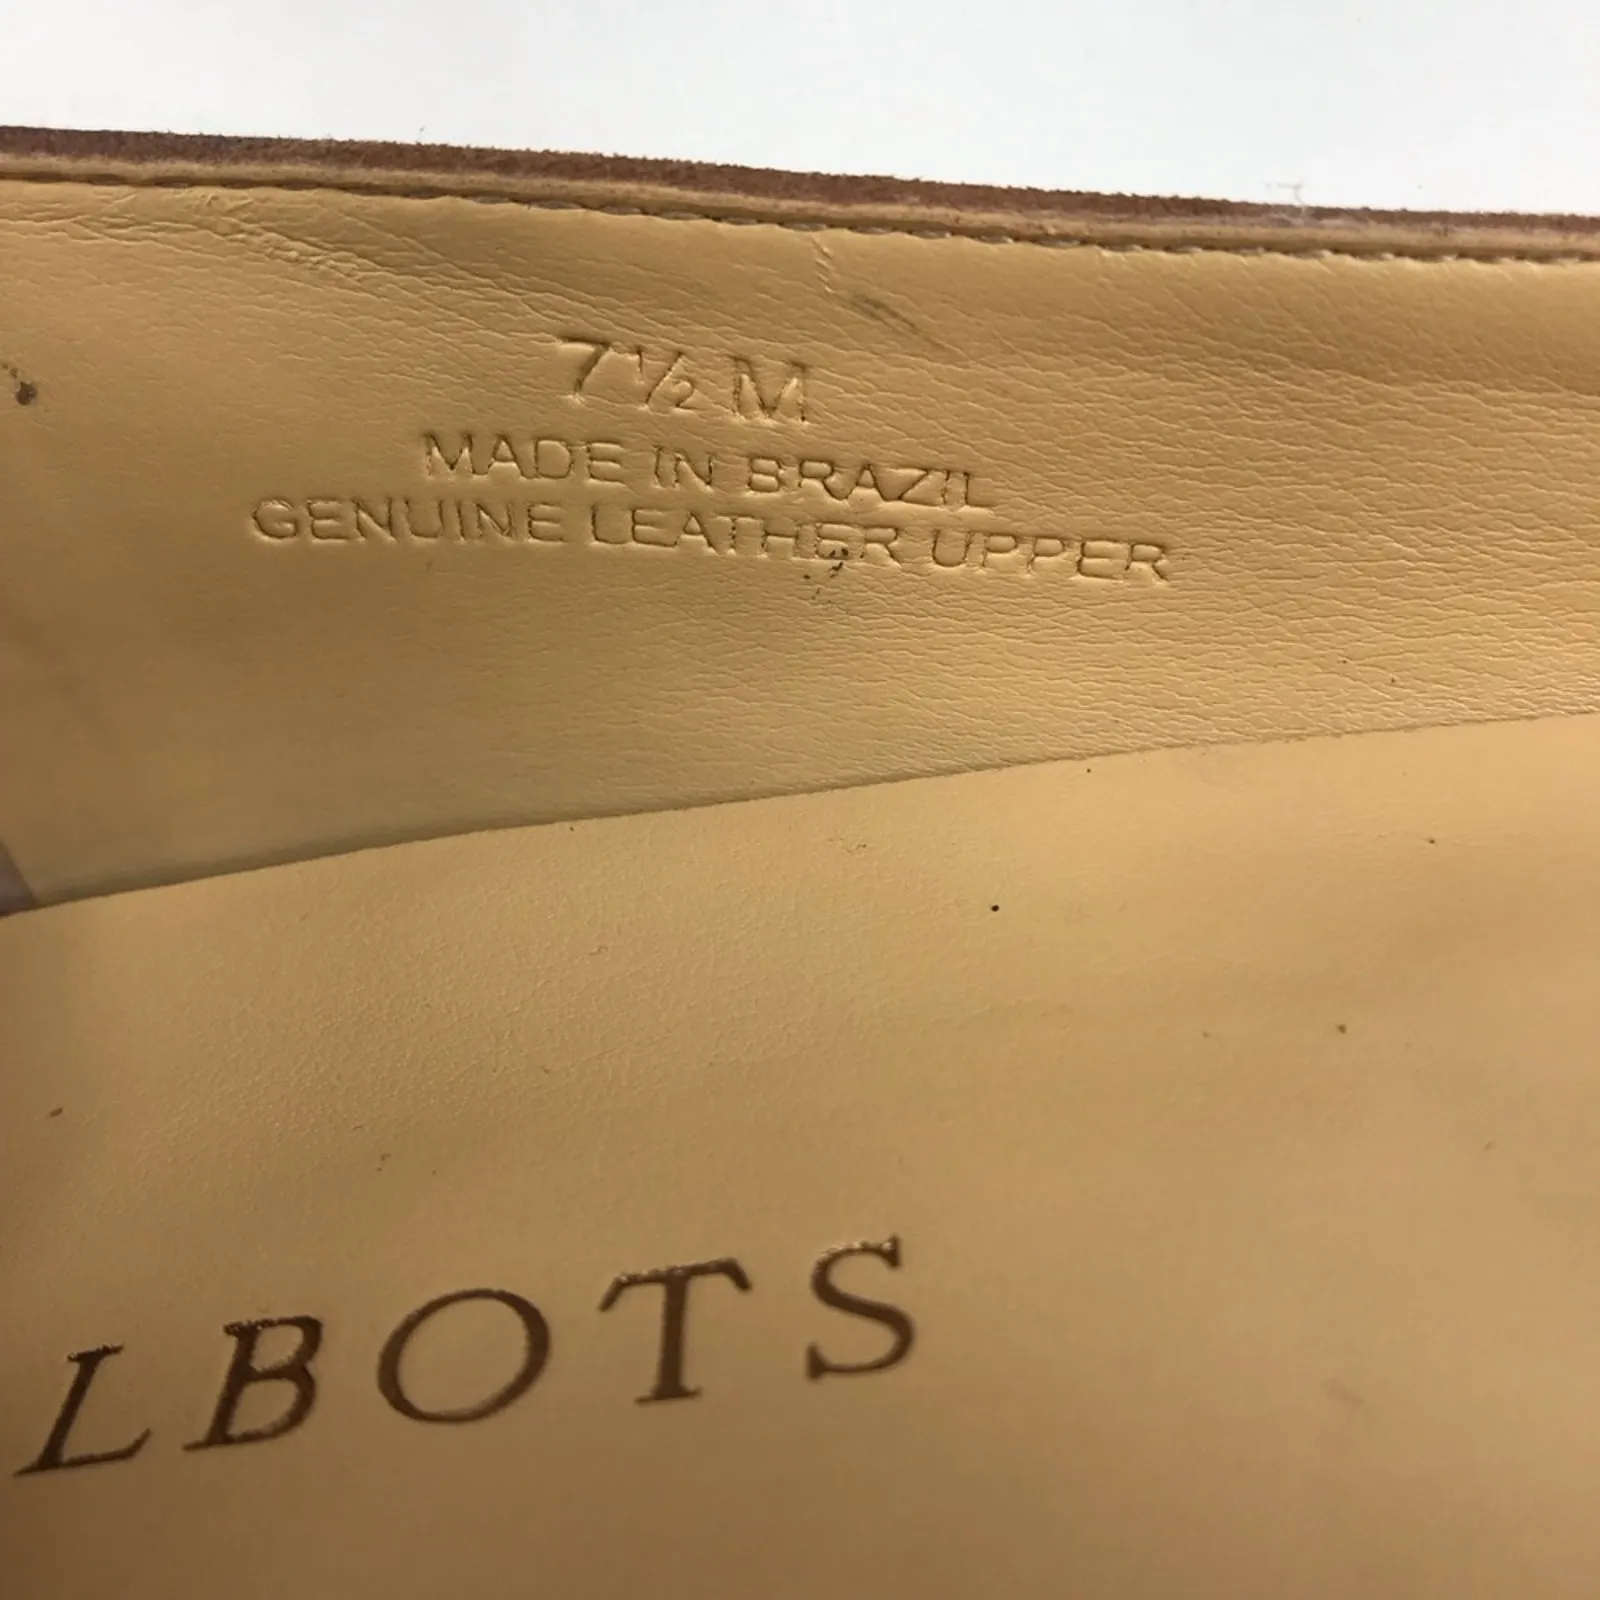 7½ M
MADE IN BRAZIL
GENUINE LEATHER UPPER
LBOTS